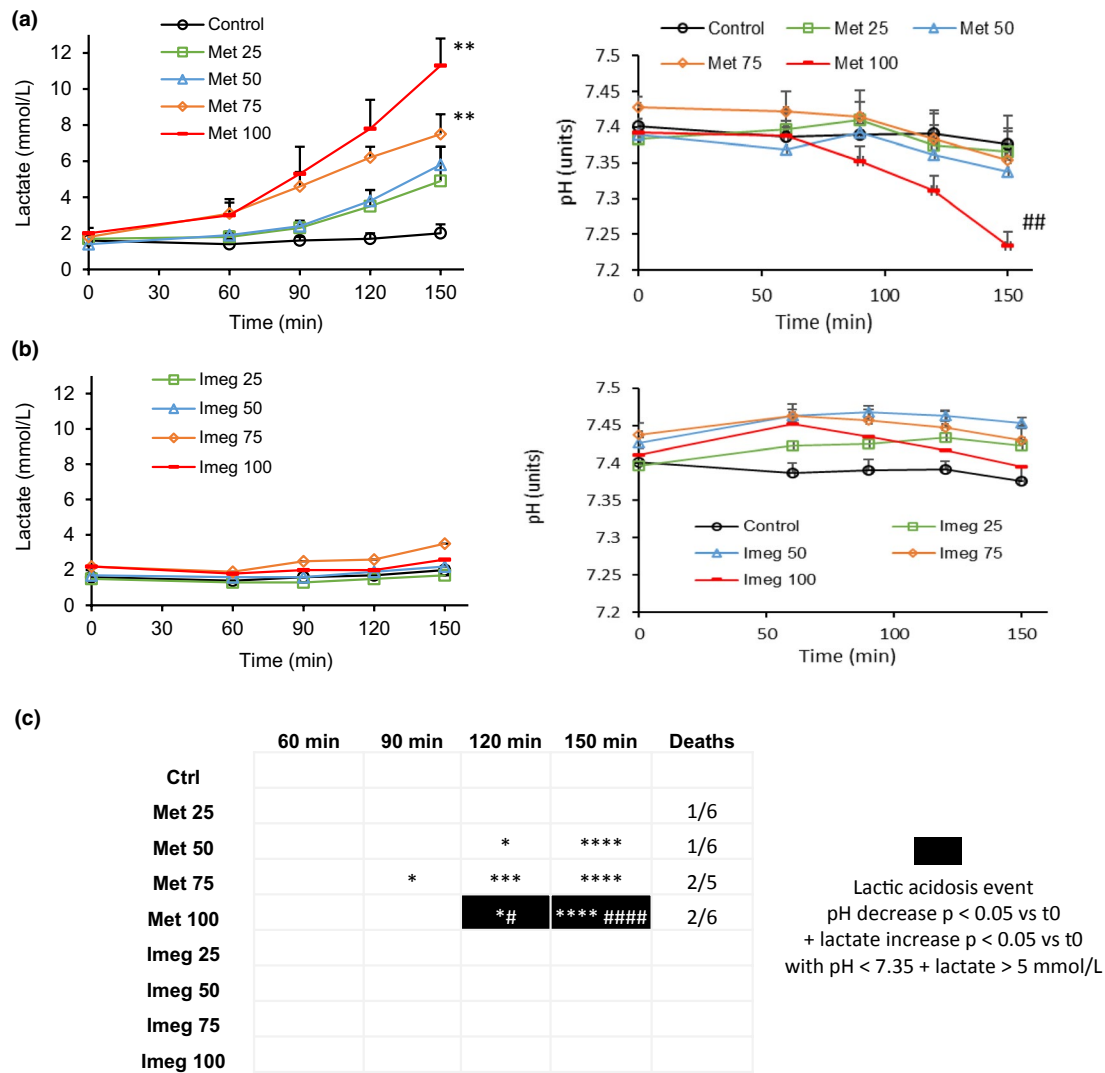 (a)
Lactate (mmol/L)
12
10
8
6
4
2
0
0 30 60 90 120 150
Time (min)
Control
Met 25
Met 50
Met 75
Met 100
**
**
Control Met 25 Met 50
Met 75 Met 100
pH (units)
7.45
7.4
7.35
7.3
7.25
7.2
0 50 100 150
Time (min)
##
(b)
Lactate (mmol/L)
12
10
8
6
4
2
0
0 30 60 90 120 150
Time (min)
Imeg 25
Imeg 50
Imeg 75
Imeg 100
pH (units)
7.5
7.45
7.4
7.35
7.3
7.25
7.2
0 50 100 150
Time (min)
Control Imeg 25
Imeg 50 Imeg 75
Imeg 100
(c)
60 min 90 min 120 min 150 min Deaths
Ctrl
Met 25 1/6
Met 50 * **** 1/6
Met 75 * *** **** 2/5
Met 100 *# **** #### 2/6
Imeg 25
Imeg 50
Imeg 75
Imeg 100
Lactic acidosis event
pH decrease p < 0.05 vs t0
+ lactate increase p < 0.05 vs t0
with pH < 7.35 + lactate > 5 mmol/L